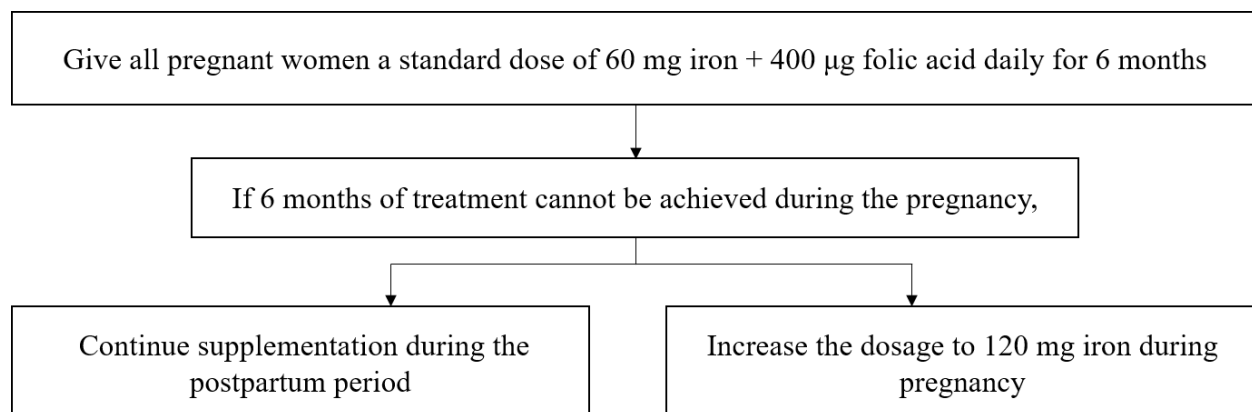 Give all pregnant women a standard dose of 60 mg iron + 400 µg folic acid daily for 6 months
If 6 months of treatment cannot be achieved during the pregnancy,
Continue supplementation during the
postpartum period
Increase the dosage to 120 mg iron during
pregnancy